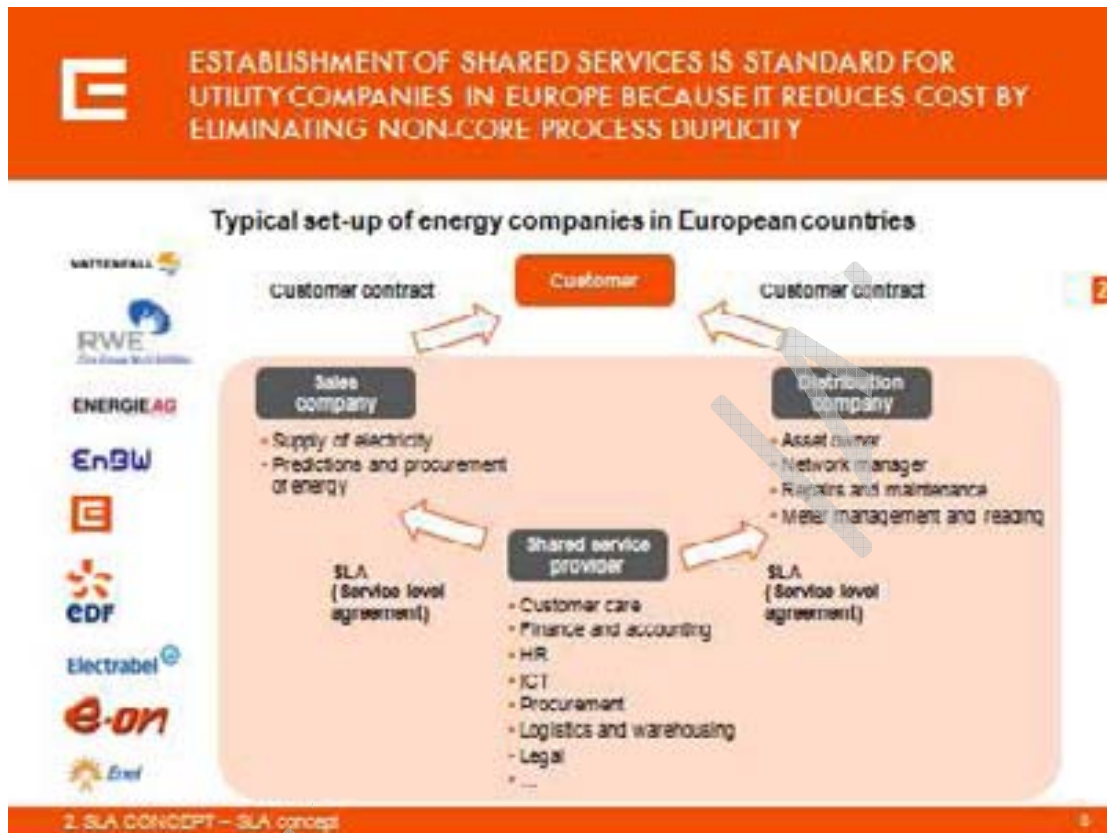 ESTABLISHMENT OF SHARED SERVICES IS STANDARD FOR
UTILITY COMPANIES IN EUROPE BECAUSE IT REDUCES COST BY
ELIMINATING NON-CORE PROCESS DUPLICITY
Typical set-up of energy companies in European countries
VATTENFALL
RWE
ENERGIEAG
EnBW
eDF
Electrabel
e·on
Enel
Customer contract
Customer
Customer contract
2
Sales
company
• Supply of electricity
• Predictions and procurement
of energy
Distribution
company
• Asset owner
• Network manager
• Repairs and maintenance
• Meter management and reading
SLA
(Service level
agreement)
Shared service
provider
• Customer care
• Finance and accounting
• HR
• ICT
• Procurement
• Logistics and warehousing
• Legal
• ...
SLA
(Service level
agreement)
2. SLA CONCEPT – SLA concept